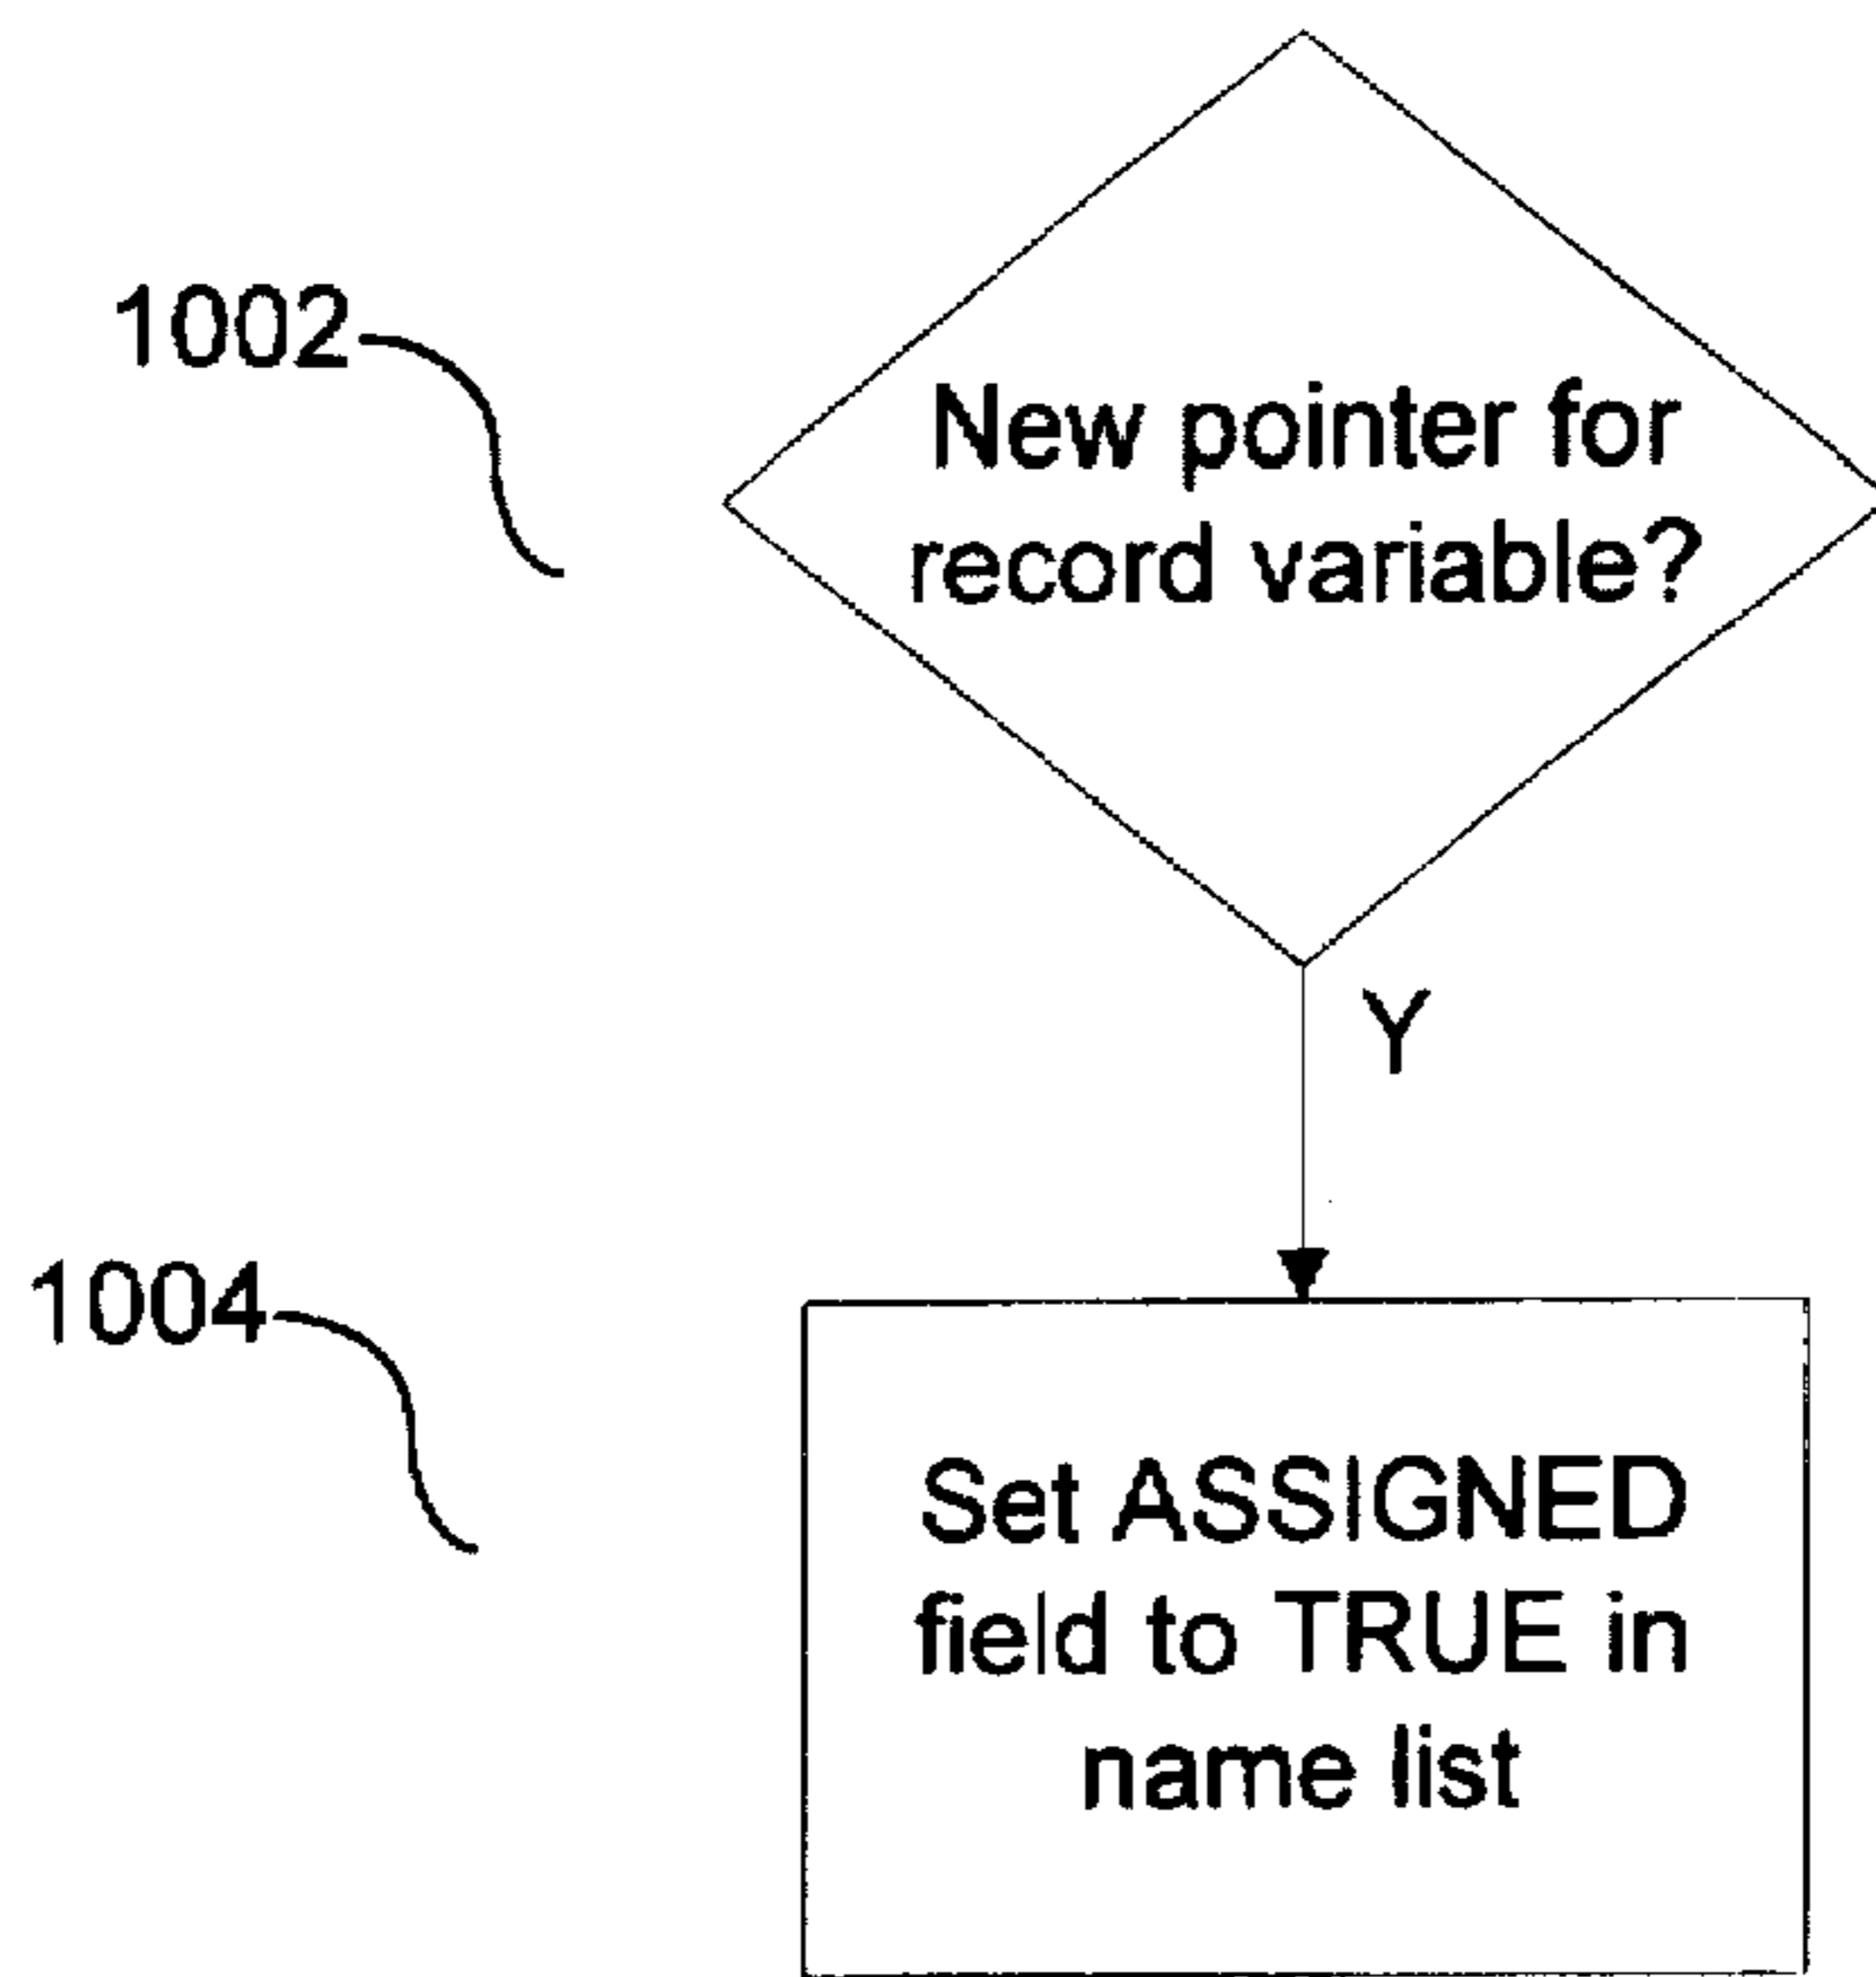 1002
New pointer for
record variable?
Y
1004
Set ASSIGNED
field to TRUE in
name list